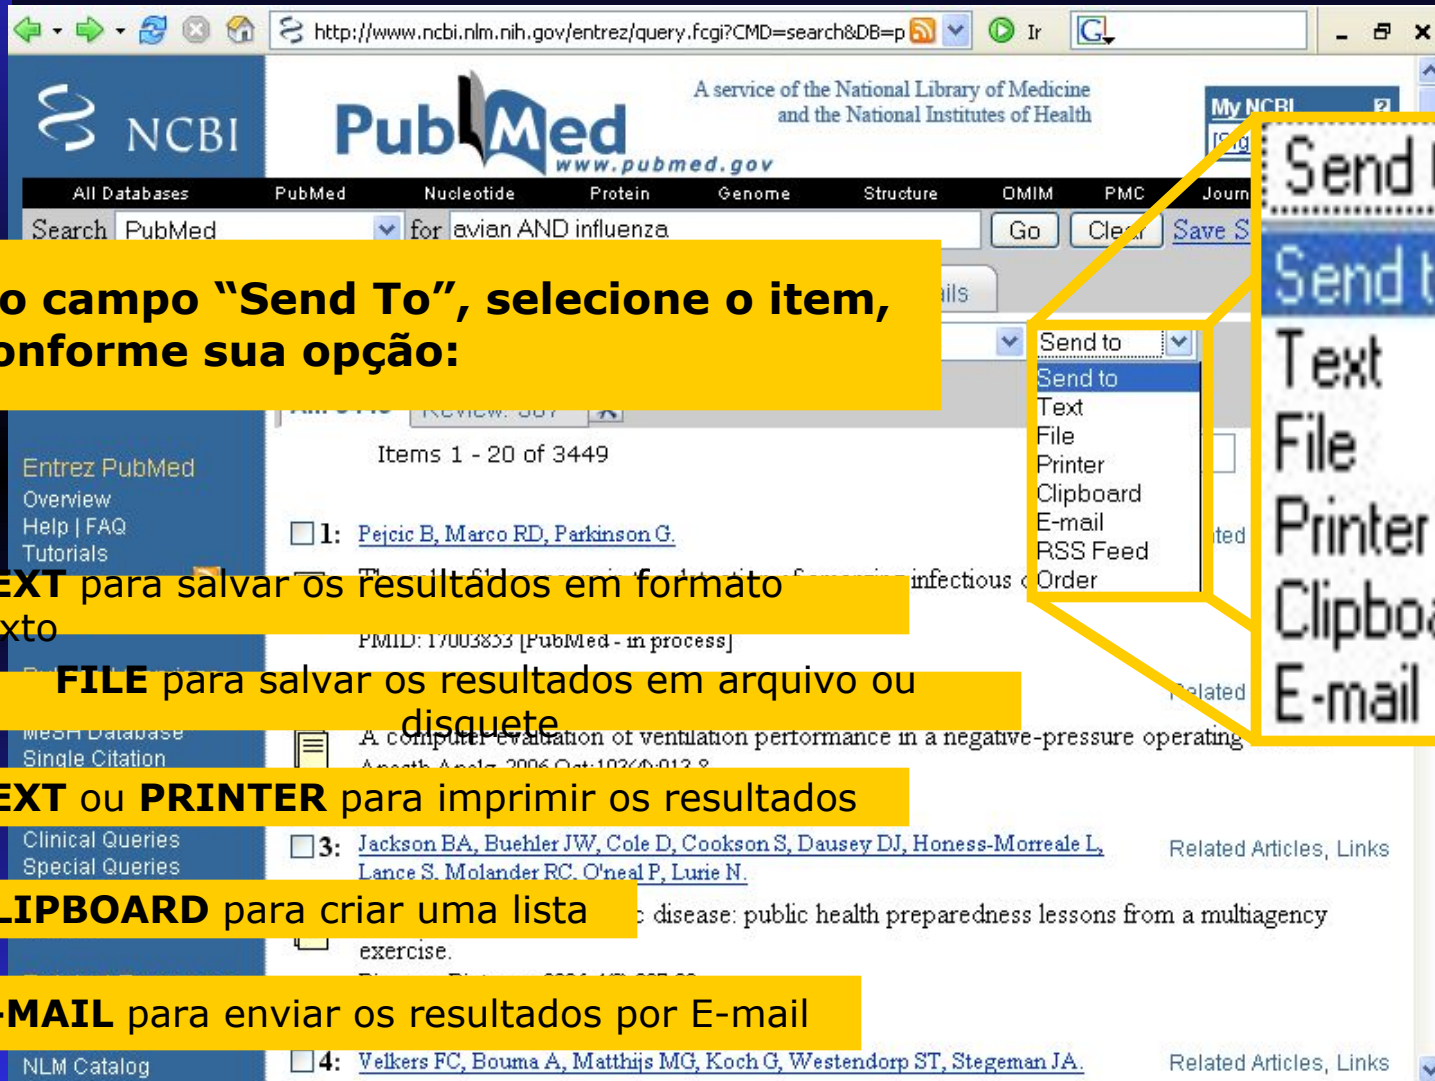 http://www.ncbi.nlm.nih.gov/entrez/query.fcgi?CMD=search&DB=p
Ir
G
NCBI
PubMed
www.pubmed.gov
A service of the National Library of Medicine
and the National Institutes of Health
My NCBI
All Databases PubMed Nucleotide Protein Genome Structure OMIM PMC Journ
Search PubMed for avian AND influenza Go Clear Save S
o campo “Send To”, selecione o item,
onforme sua opção:
ails
Send to
Send to
Text
File
Printer
Clipboard
E-mail
RSS Feed
Order
Send
Send t
Text
File
Printer
Clipboa
E-mail
Items 1 - 20 of 3449
Entrez PubMed
Overview
Help | FAQ
Tutorials
1: Pejcic B, Marco RD, Parkinson G.
infectious
EXT para salvar os resultados em formato
xto
PMID: 17003853 [PubMed - in process]
FILE para salvar os resultados em arquivo ou
disquete
Related
MeSH Database
Single Citation
A computer evaluation of ventilation performance in a negative-pressure operating
EXT ou PRINTER para imprimir os resultados
Clinical Queries
Special Queries
3: Jackson BA, Buehler JW, Cole D, Cookson S, Dausey DJ, Honess-Morreale L,
Lance S, Molander RC, O'neal P, Lurie N.
Related Articles, Links
LIPBOARD para criar uma lista
c disease: public health preparedness lessons from a multiagency
exercise.
-MAIL para enviar os resultados por E-mail
NLM Catalog
4: Velkers FC, Bouma A, Matthijs MG, Koch G, Westendorp ST, Stegeman JA.
Related Articles, Links